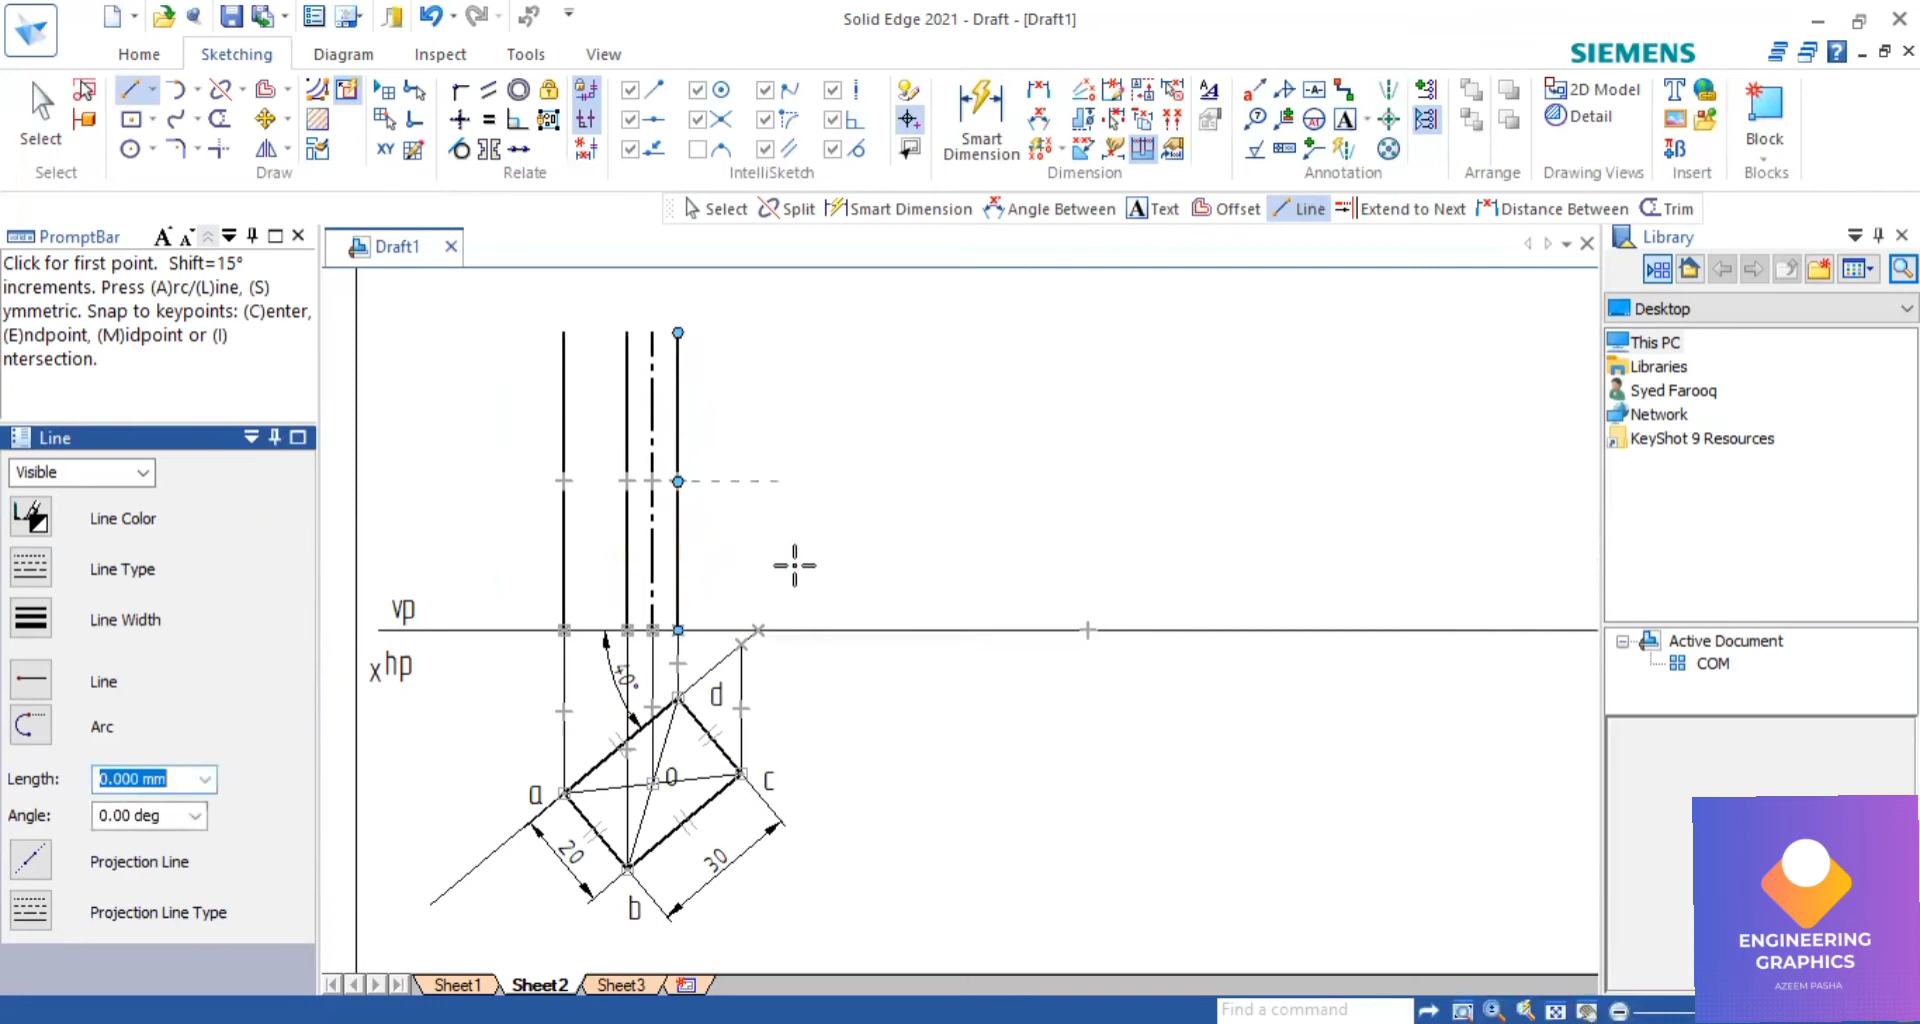 Solid Edge 2021 - Draft - [Draft1]
Home
Sketching
Diagram
Inspect
Tools
View
SIEMENS
Select
Select
Draw
XY
Relate
IntelliSketch
Smart
Dimension
Dimension
Annotation
Arrange
2D Model
Detail
Drawing Views
Insert
Block
Blocks
Select
Split
Smart Dimension
Angle Between
Text
Offset
Line
Extend to Next
Distance Between
Trim
PromptBar
Click for first point. Shift=15°
increments. Press (A)rc/(L)ine, (S)
ymmetric. Snap to keypoints: (C)enter,
(E)ndpoint, (M)idpoint or (I)
ntersection.
Draft1
Library
Desktop
This PC
Libraries
Syed Farooq
Network
KeyShot 9 Resources
Active Document
COM
Line
Visible
Line Color
Line Type
Line Width
Line
Arc
Length:
0.000 mm
Angle:
0.00 deg
Projection Line
Projection Line Type
vp
x hp
40°
d
a
o
c
20
30
b
Sheet1
Sheet2
Sheet3
Find a command
ENGINEERING
GRAPHICS
AZEEM PASHA